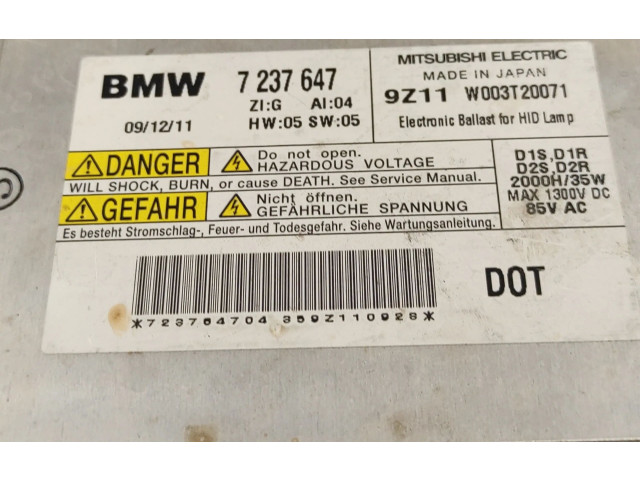 BMW 7 237 647
ZI:G AI:04
09/12/11 HW:05 SW:05
MITSUBISHI ELECTRIC
MADE IN JAPAN
9Z11 W003T20071
Electronic Ballast for HID Lamp
DANGER Do not open.
HAZARDOUS VOLTAGE
WILL SHOCK, BURN, or cause DEATH. See Service Manual.
GEFAHR Nicht öffnen.
GEFÄHRLICHE SPANNUNG
Es besteht Stromschlag-, Feuer- und Todesgefahr. Siehe Wartungsanleitung.
D1S, D1R
D2S, D2R
2000H/35W
MAX 1300V DC
85V AC
*723764704 359Z110928*
DOT